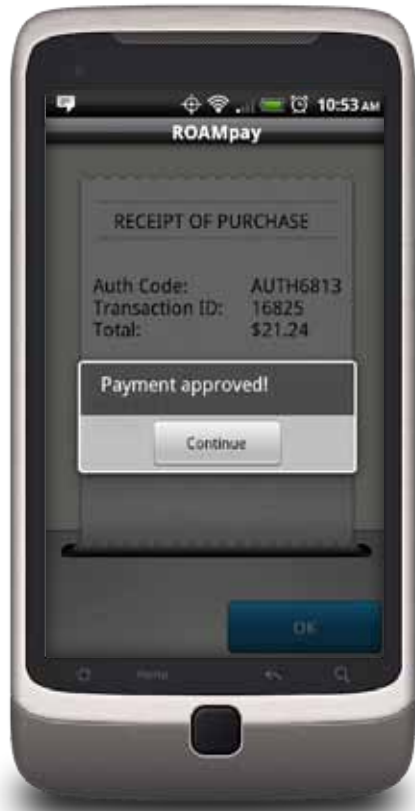 10:53 AM
ROAMpay
RECEIPT OF PURCHASE
Auth Code: AUTH6813
Transaction ID: 16825
Total: $21.24
Payment approved!
Continue
OK
menu